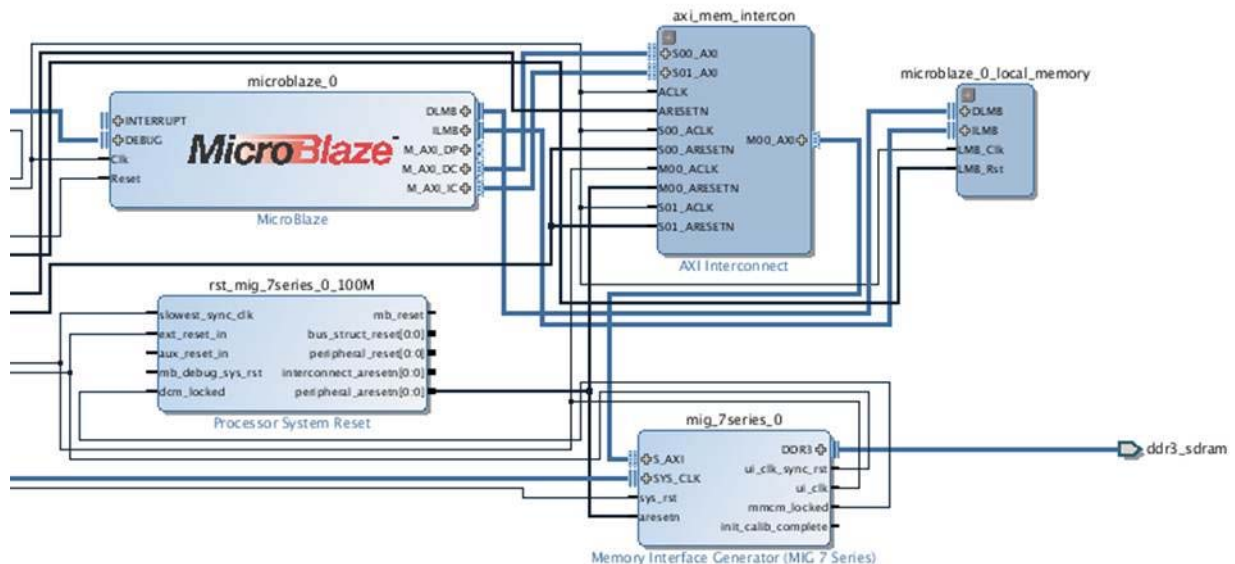 axi_mem_intercon
S00_AXI
S01_AXI
ACLK
ARESETN
S00_ACLK
S00_ARESETN
M00_ACLK
M00_ARESETN
S01_ACLK
S01_ARESETN
M00_AXI
AXI Interconnect
microblaze_0
INTERRUPT
DEBUG
Clk
Reset
MicroBlaze™
DLMB
ILMB
M_AXI_DP
M_AXI_DC
M_AXI_IC
MicroBlaze
microblaze_0_local_memory
DLMB
ILMB
LMB_Clk
LMB_Rst
rst_mig_7series_0_100M
slowest_sync_clk
ext_reset_in
aux_reset_in
mb_debug_sys_rst
dcm_locked
mb_reset
bus_struct_reset[0:0]
peripheral_reset[0:0]
interconnect_aresetn[0:0]
peripheral_aresetn[0:0]
Processor System Reset
mig_7series_0
S_AXI
SYS_CLK
sys_rst
aresetn
DDR3
ui_clk_sync_rst
ui_clk
mmcm_locked
init_calib_complete
Memory Interface Generator (MIG 7 Series)
ddr3_sdram